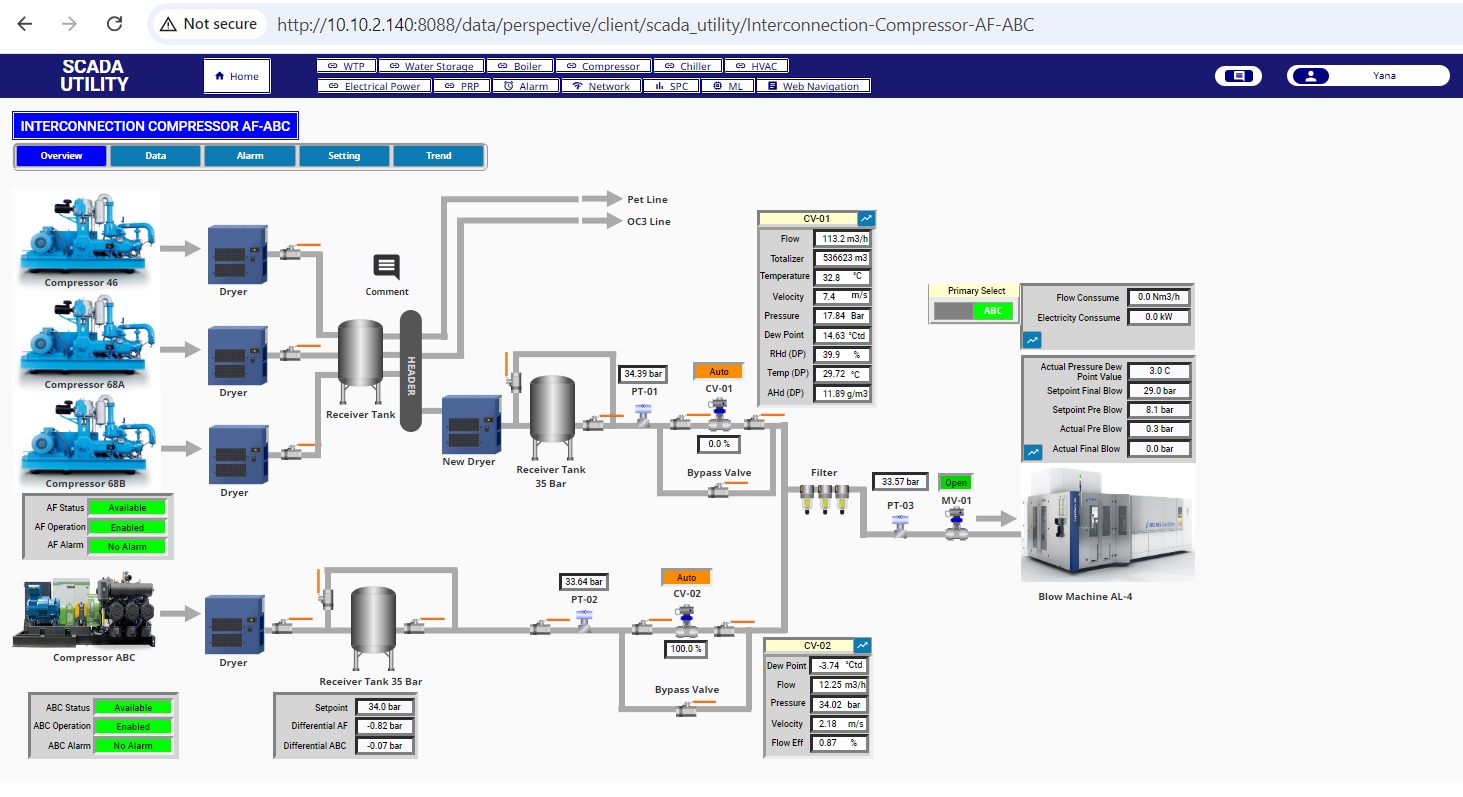 Not secure http://10.10.2.140:8088/data/perspective/client/scada_utility/Interconnection-Compressor-AF-ABC
SCADA
UTILITY
Home
WTP Water Storage Boiler Compressor Chiller HVAC
Electrical Power PRP Alarm Network SPC ML Web Navigation
Yana
INTERCONNECTION COMPRESSOR AF-ABC
Overview Data Alarm Setting Trend
Pet Line
OC3 Line
Compressor 46
Dryer
Comment
Compressor 68A
Dryer
Receiver Tank
HEADER
Compressor 68B
Dryer
New Dryer
Receiver Tank
35 Bar
34.39 bar
PT-01
Auto
CV-01
0.0 %
Bypass Valve
CV-01
Flow 113.2 m3/h
Totalizer 536623 m3
Temperature 32.8 °C
Velocity 7.4 m/s
Pressure 17.84 Bar
Dew Point 14.63 °Ctd
RHd (DP) 39.9 %
Temp (DP) 29.72 °C
AHd (DP) 11.89 g/m3
Primary Select
ABC
Flow Conssume 0.0 Nm3/h
Electricity Conssume 0.0 kW
Actual Pressure Dew
Point Value 3.0 C
Setpoint Final Blow 29.0 bar
Setpoint Pre Blow 8.1 bar
Actual Pre Blow 0.3 bar
Actual Final Blow 0.0 bar
Filter
33.57 bar
PT-03
Open
MV-01
Blow Machine AL-4
AF Status Available
AF Operation Enabled
AF Alarm No Alarm
Compressor ABC
Dryer
Receiver Tank 35 Bar
33.64 bar
PT-02
Auto
CV-02
100.0 %
Bypass Valve
CV-02
Dew Point -3.74 °Ctd
Flow 12.25 m3/h
Pressure 34.02 bar
Velocity 2.18 m/s
Flow Eff 0.87 %
ABC Status Available
ABC Operation Enabled
ABC Alarm No Alarm
Setpoint 34.0 bar
Differential AF -0.82 bar
Differential ABC -0.07 bar